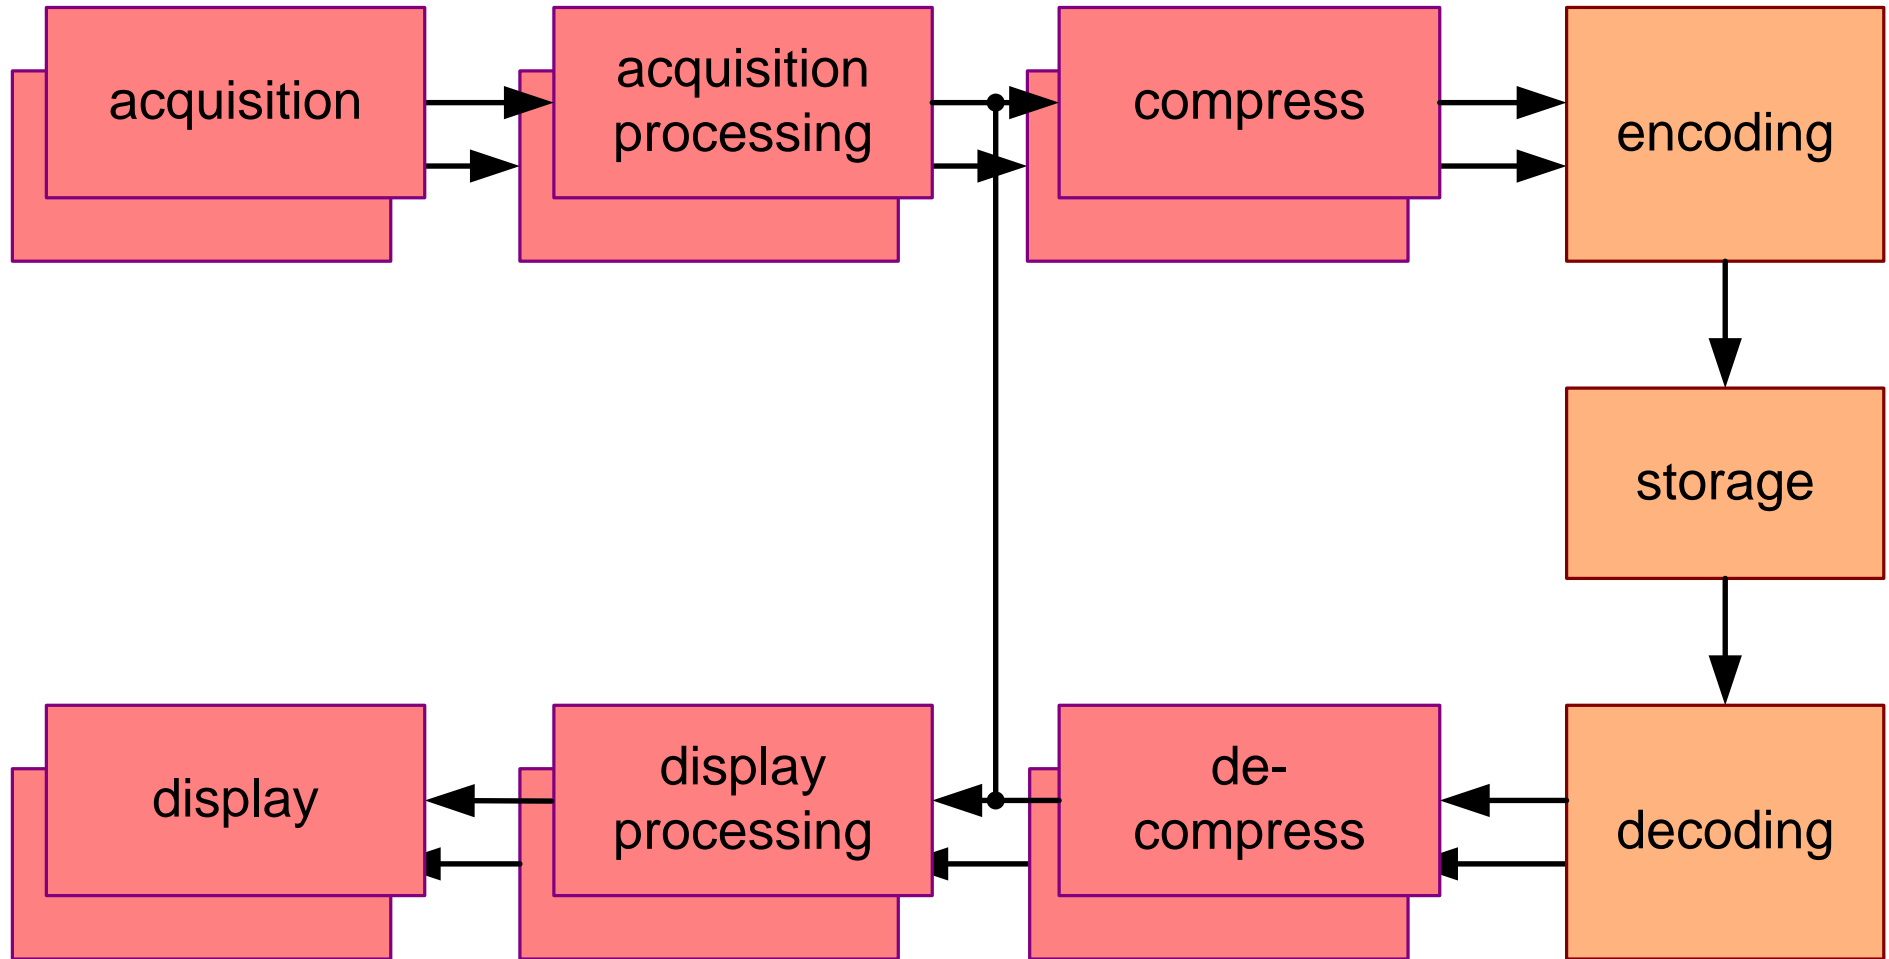 acquisition
acquisition
processing
compress
encoding
storage
display
display
processing
de-
compress
decoding